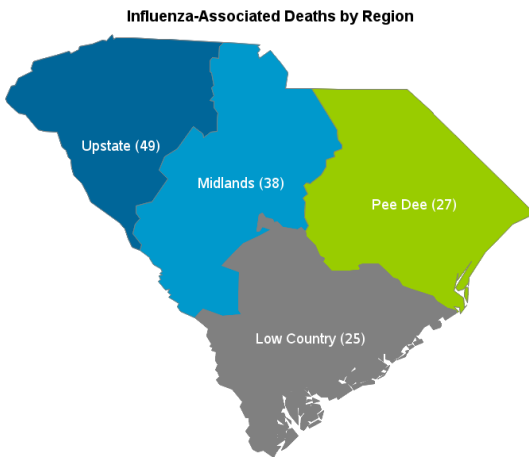 Influenza-Associated Deaths by Region
Upstate (49)
Midlands (38)
Pee Dee (27)
Low Country (25)